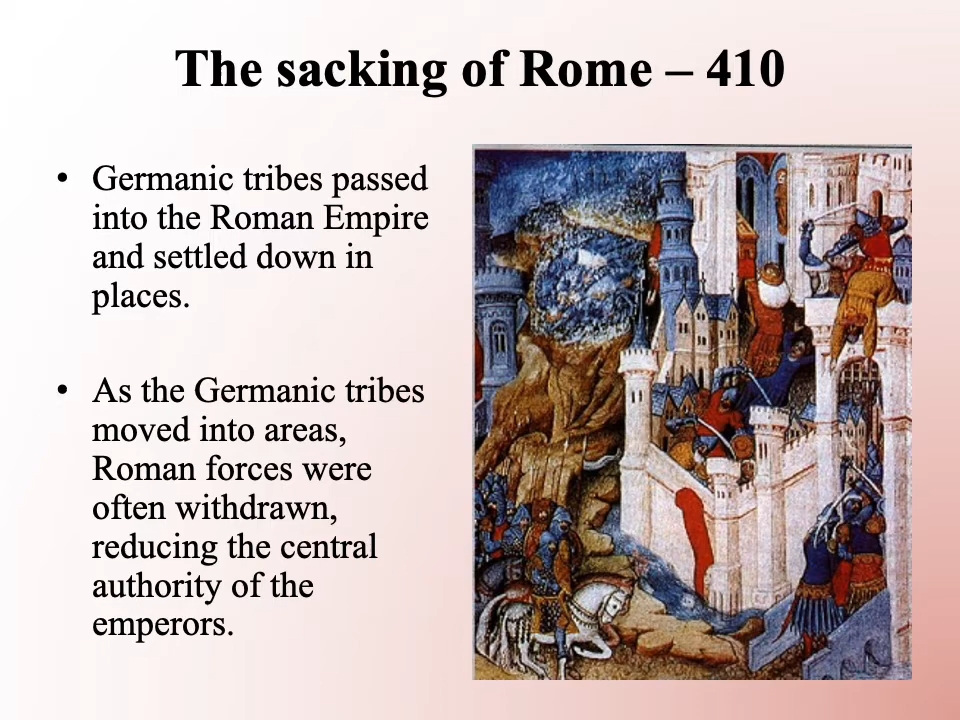 The sacking of Rome – 410
• Germanic tribes passed
into the Roman Empire
and settled down in
places.
• As the Germanic tribes
moved into areas,
Roman forces were
often withdrawn,
reducing the central
authority of the
emperors.